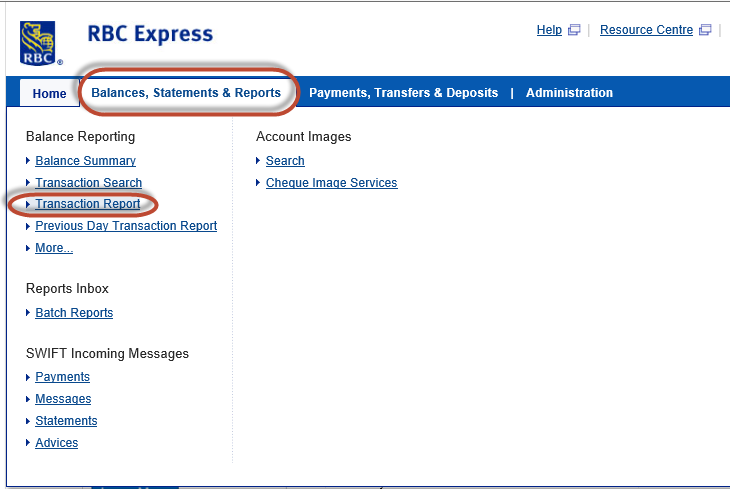 RBC®
RBC Express
Help | Resource Centre |
Home
Balances, Statements & Reports
Payments, Transfers & Deposits | Administration
Balance Reporting
Balance Summary
Transaction Search
Transaction Report
Previous Day Transaction Report
More...
Reports Inbox
Batch Reports
SWIFT Incoming Messages
Payments
Messages
Statements
Advices
Account Images
Search
Cheque Image Services